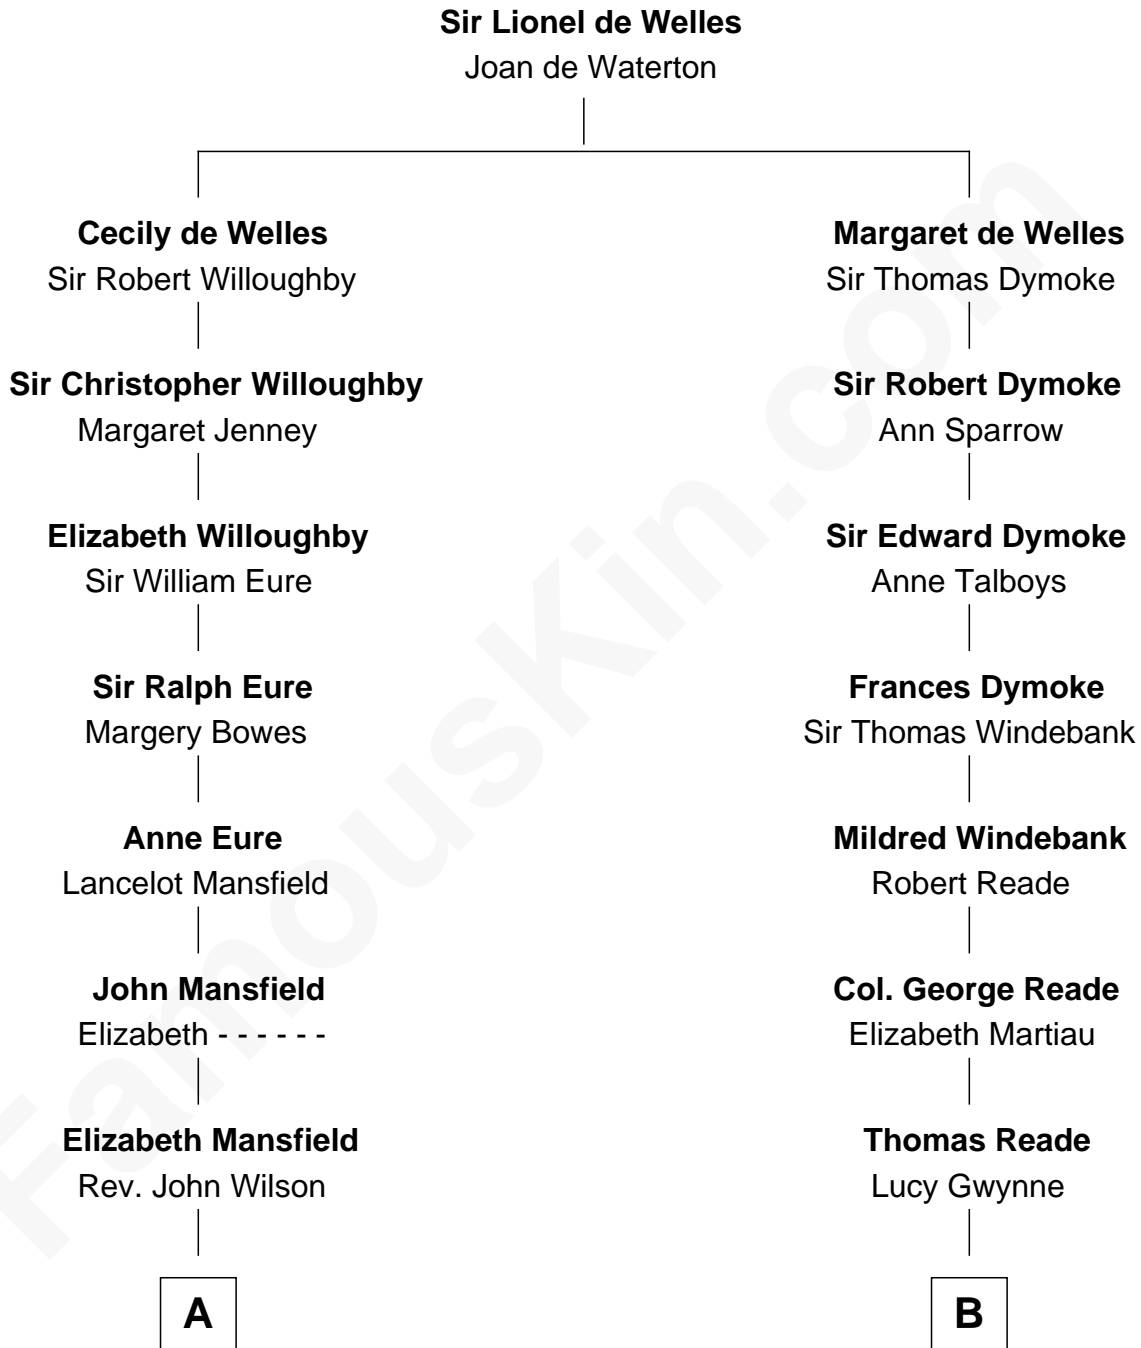 Sir Lionel de Welles
Joan de Waterton
Cecily de Welles
Sir Robert Willoughby
Sir Christopher Willoughby
Margaret Jenney
Elizabeth Willoughby
Sir William Eure
Sir Ralph Eure
Margery Bowes
Anne Eure
Lancelot Mansfield
John Mansfield
Elizabeth - - - - - -
Elizabeth Mansfield
Rev. John Wilson
A
Margaret de Welles
Sir Thomas Dymoke
Sir Robert Dymoke
Ann Sparrow
Sir Edward Dymoke
Anne Talboys
Frances Dymoke
Sir Thomas Windebank
Mildred Windebank
Robert Reade
Col. George Reade
Elizabeth Martiau
Thomas Reade
Lucy Gwynne
B
FamousKin.com